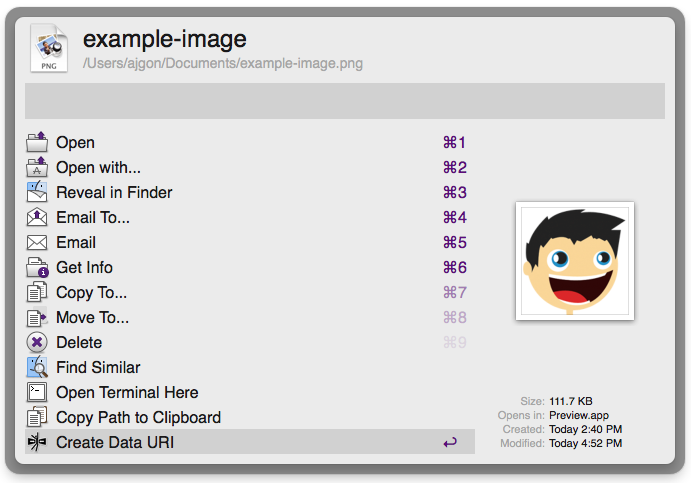 example-image
/Users/ajgon/Documents/example-image.png
PNG
Open ⌘1
Open with... ⌘2
Reveal in Finder ⌘3
Email To... ⌘4
Email ⌘5
Get Info ⌘6
Copy To... ⌘7
Move To... ⌘8
Delete ⌘9
Find Similar
Open Terminal Here
Copy Path to Clipboard
Create Data URI
Size: 111.7 KB
Opens in: Preview.app
Created: Today 2:40 PM
Modified: Today 4:52 PM